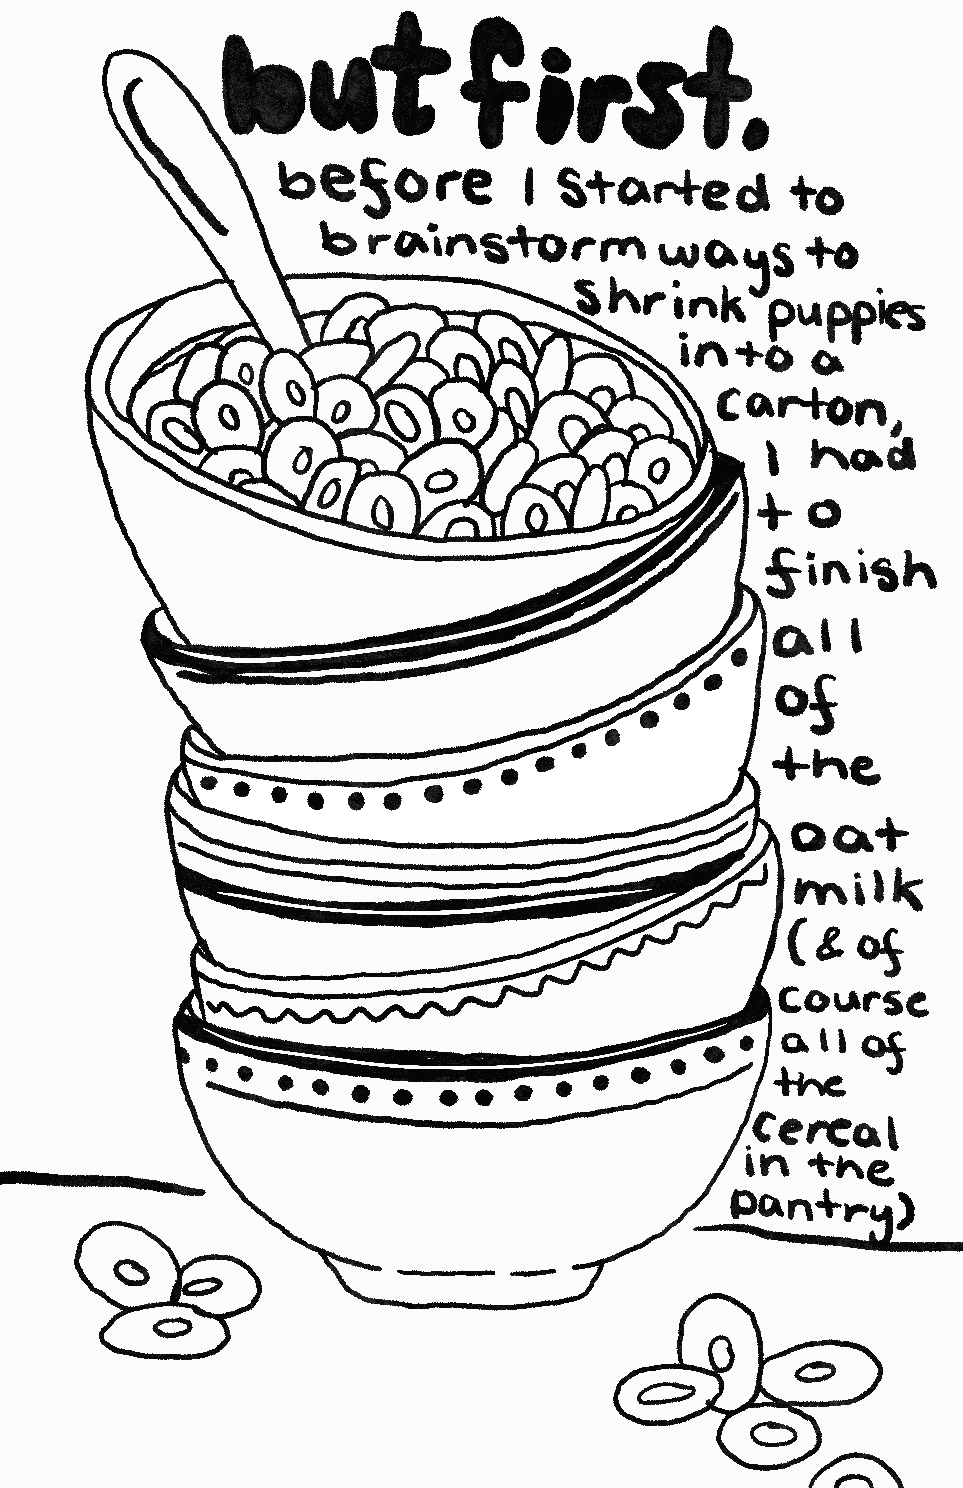 but first.
before I started to
brainstorm ways to
shrink puppies
into a
carton,
I had
to
finish
all
of
the
oat
milk
(& of
course
all of
the
cereal
in the
pantry)